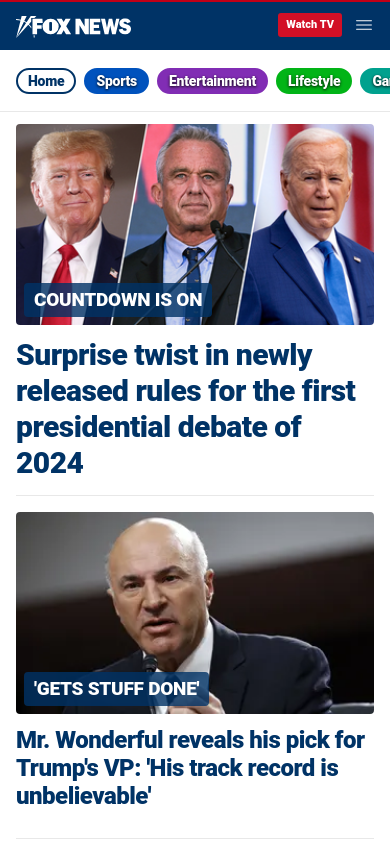 FOX NEWS
Watch TV
Home
Sports
Entertainment
Lifestyle
Ga
COUNTDOWN IS ON
Surprise twist in newly
released rules for the first
presidential debate of
2024
'GETS STUFF DONE'
Mr. Wonderful reveals his pick for
Trump's VP: 'His track record is
unbelievable'